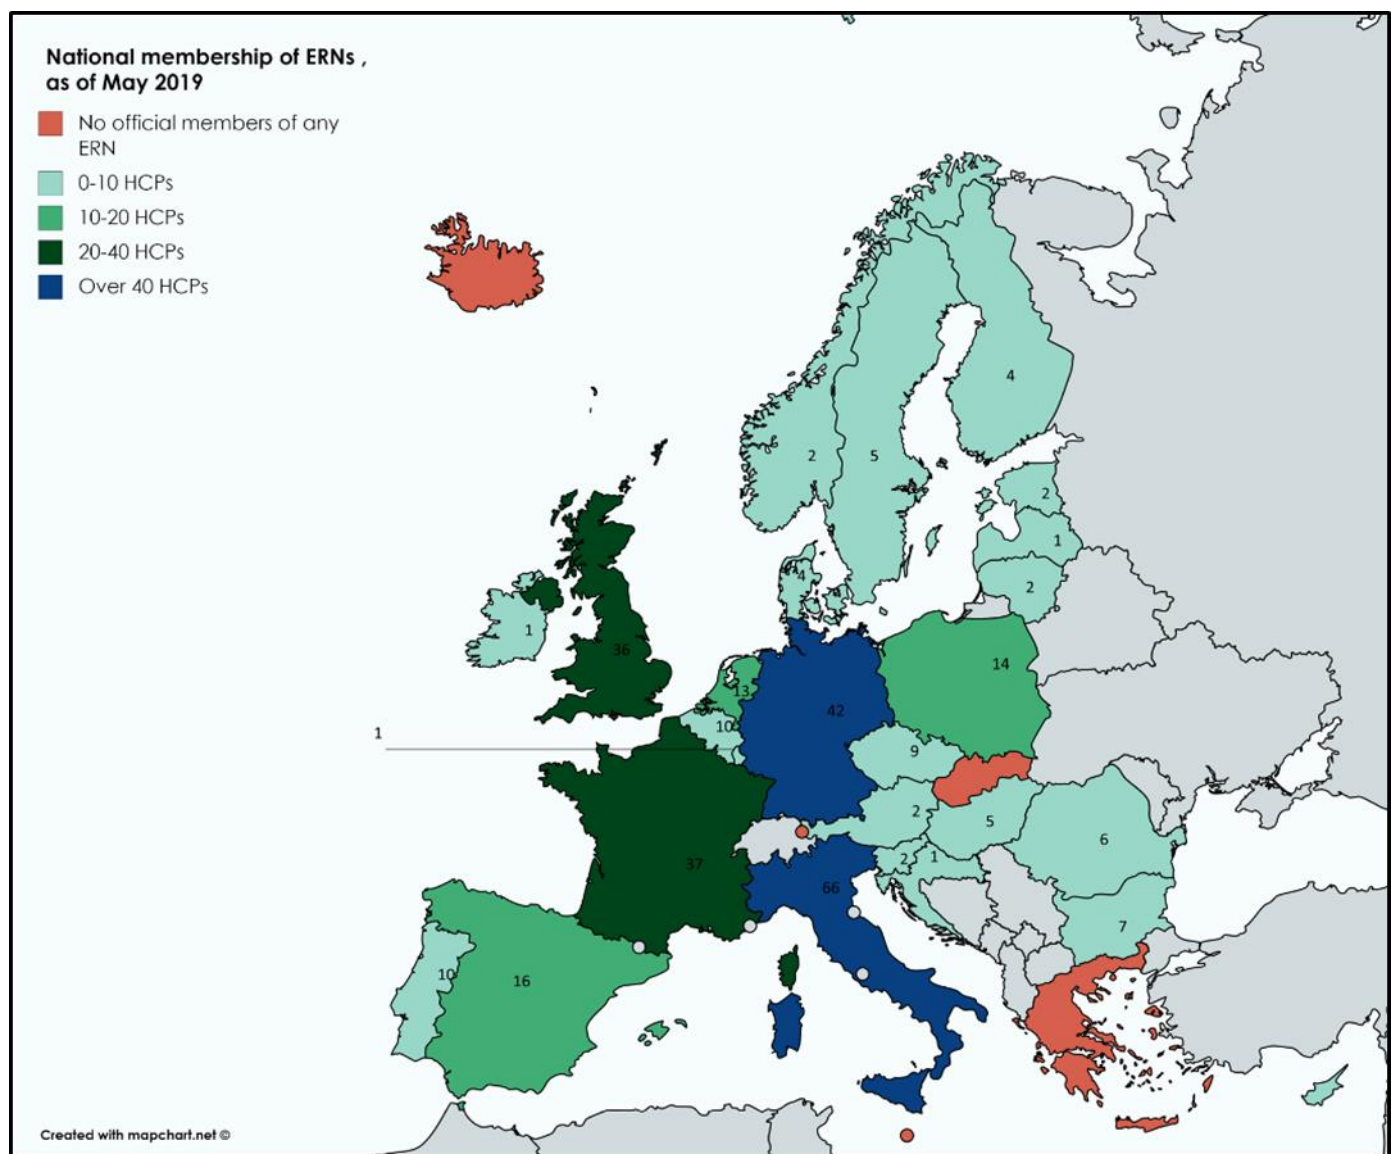 National membership of ERNs ,
as of May 2019
No official members of any
ERN
0-10 HCPs
10-20 HCPs
20-40 HCPs
Over 40 HCPs
4
2
5
2
1
4
2
1
36
14
13
42
10
1
9
2
5
6
2
1
37
66
7
10
16
Created with mapchart.net ©